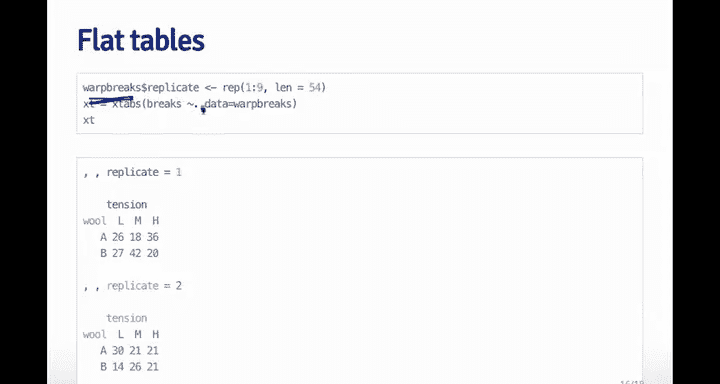 Flat tables
warpbreaks$replicate <- rep(1:9, len = 54)
xt = xtabs(breaks ~. ,data=warpbreaks)
xt
, , replicate = 1
tension
wool L M H
A 26 18 36
B 27 42 20
, , replicate = 2
tension
wool L M H
A 30 21 21
B 14 26 21